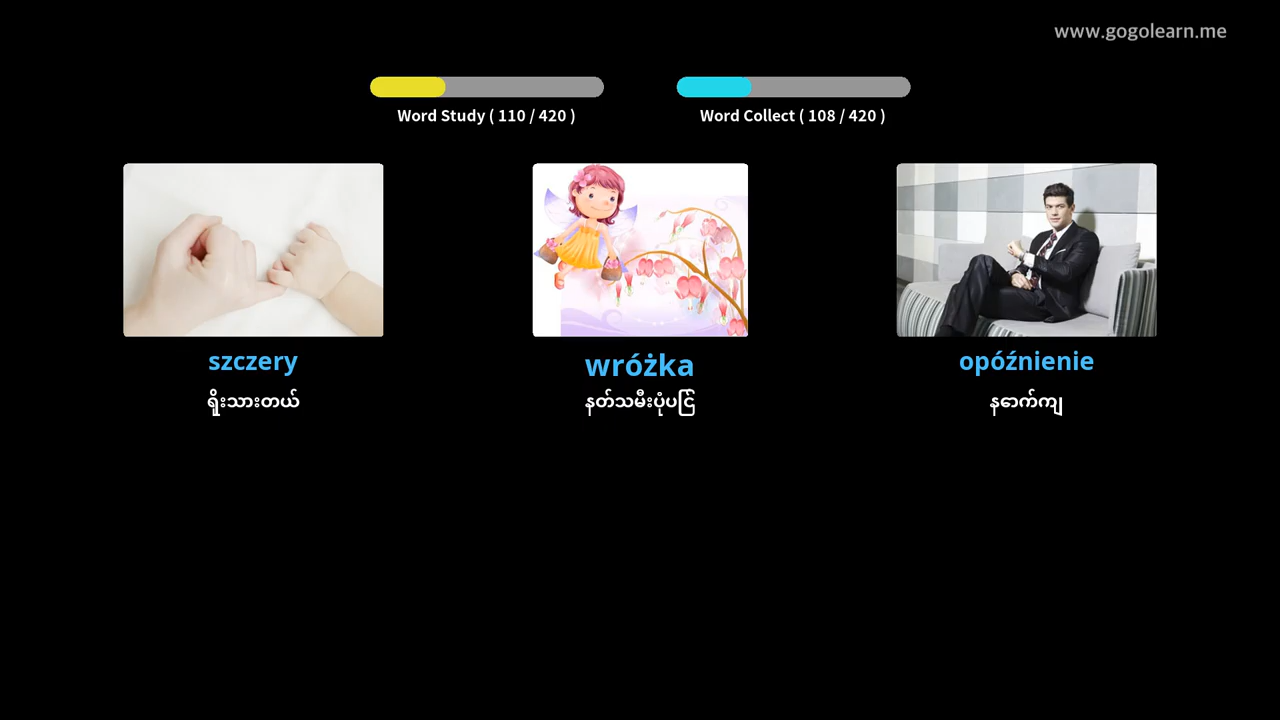 www.gogolearn.me
Word Study ( 110 / 420 )
Word Collect ( 108 / 420 )
szczery
wróżka
opóźnienie
ရိုးသားတယ်
နတ်သမီးပုံပြင်
နောက်ကျ